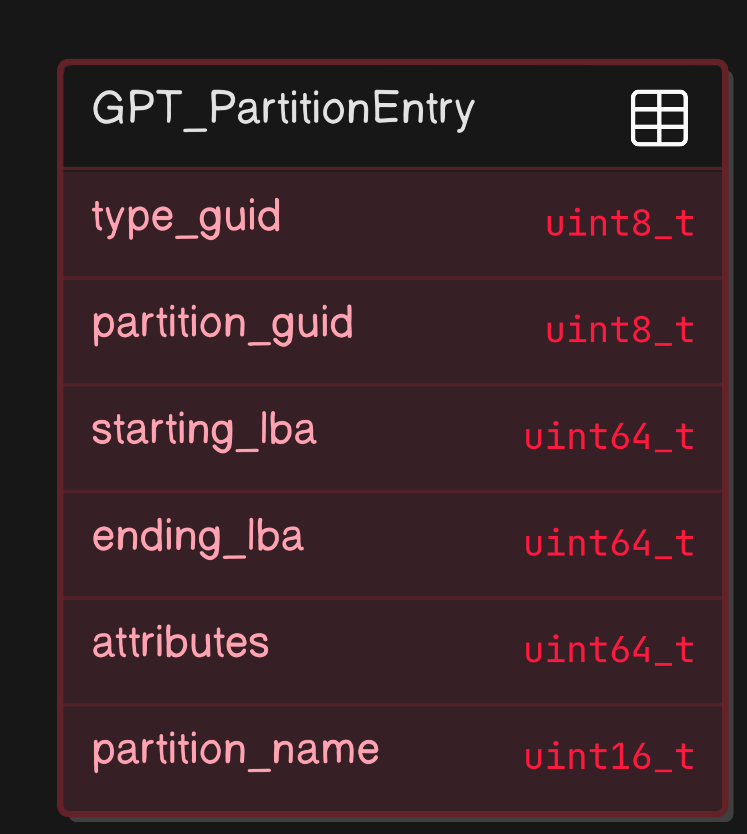 GPT_PartitionEntry
type_guid uint8_t
partition_guid uint8_t
starting_lba uint64_t
ending_lba uint64_t
attributes uint64_t
partition_name uint16_t